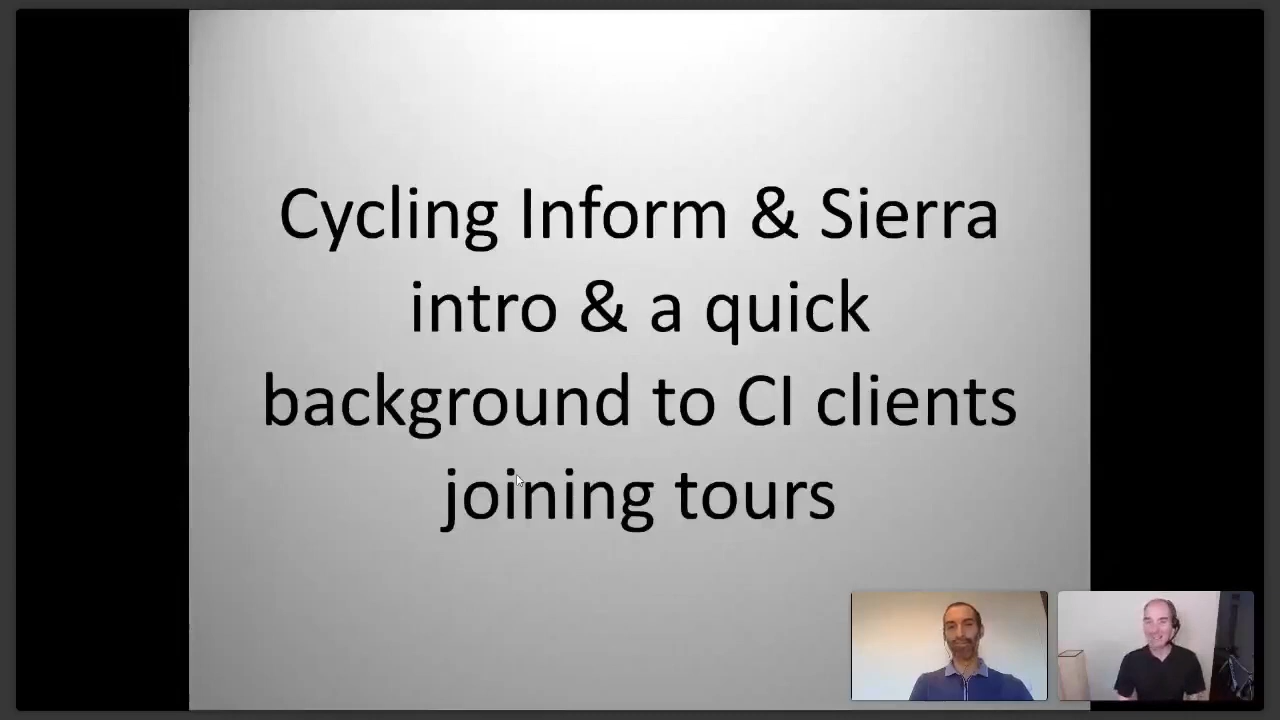 Cycling Inform & Sierra
intro & a quick
background to CI clients
joining tours